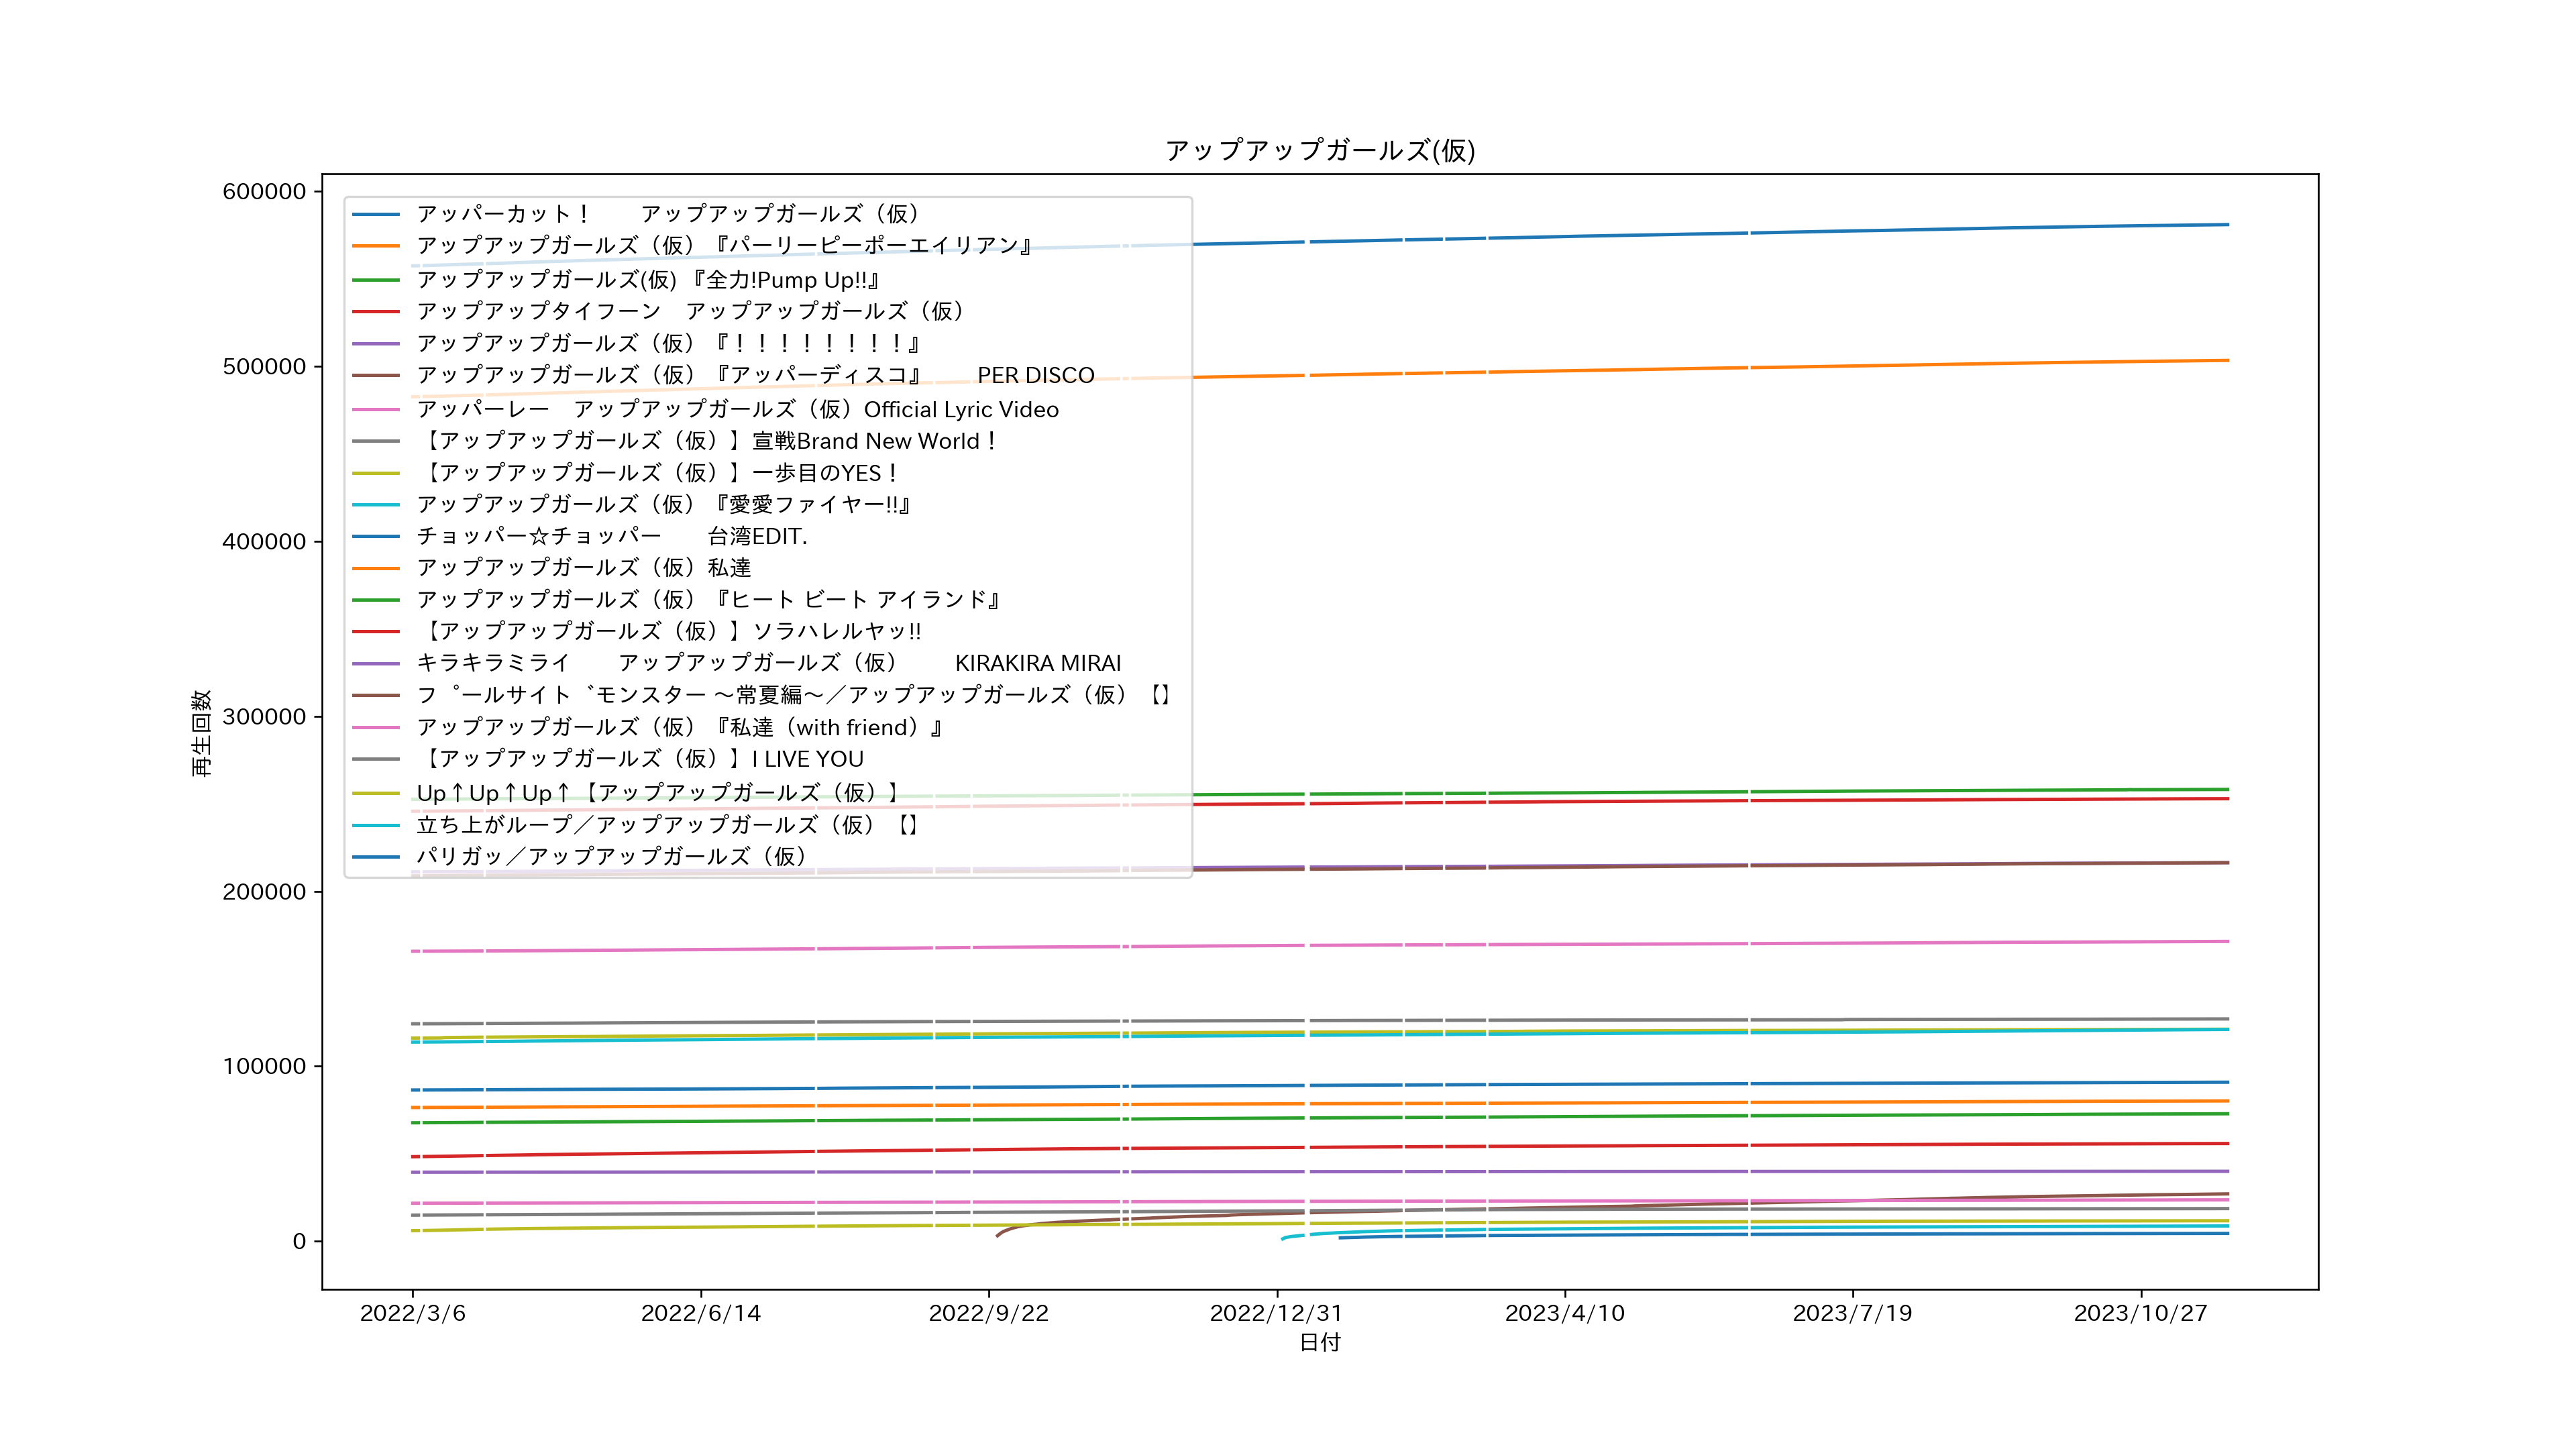 アップアップガールズ(仮)
600000
500000
400000
300000
200000
100000
0
再生回数
アッパーカット！　　アップアップガールズ（仮）
アップアップガールズ（仮）『パーリーピーポーエイリアン』
アップアップガールズ(仮) 『全力!Pump Up!!』
アップアップタイフーン　アップアップガールズ（仮）
アップアップガールズ（仮）『！！！！！！！！』
アップアップガールズ（仮）『アッパーディスコ』　　PER DISCO
アッパーレー　アップアップガールズ（仮）Official Lyric Video
【アップアップガールズ（仮）】宣戦Brand New World！
【アップアップガールズ（仮）】一歩目のYES！
アップアップガールズ（仮）『愛愛ファイヤー!!』
チョッパー☆チョッパー　　台湾EDIT.
アップアップガールズ（仮）私達
アップアップガールズ（仮）『ヒート ビート アイランド』
【アップアップガールズ（仮）】ソラハレルヤッ!!
キラキラミライ　　アップアップガールズ（仮）　　KIRAKIRA MIRAI
フ゜ールサイト゛モンスター ～常夏編～／アップアップガールズ（仮）【】
アップアップガールズ（仮）『私達（with friend）』
【アップアップガールズ（仮）】I LIVE YOU
Up↑Up↑Up↑【アップアップガールズ（仮）】
立ち上がループ／アップアップガールズ（仮）【】
パリガッ／アップアップガールズ（仮）
2022/3/6 2022/6/14 2022/9/22 2022/12/31 2023/4/10 2023/7/19 2023/10/27
日付